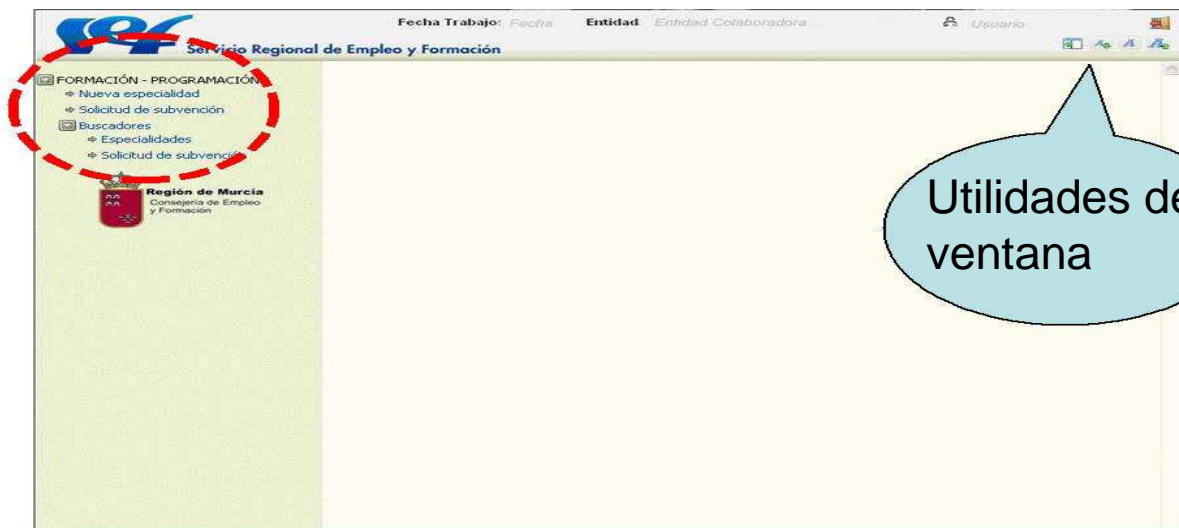 Fecha Trabajo: Fecha Entidad Entidad Colaboradora Usuario
sef
Servicio Regional de Empleo y Formación
FORMACIÓN - PROGRAMACIÓN
Nueva especialidad
Solicitud de subvención
Buscadores
Especialidades
Solicitud de subvención
Región de Murcia
Consejería de Empleo
y Formación
Utilidades de
ventana